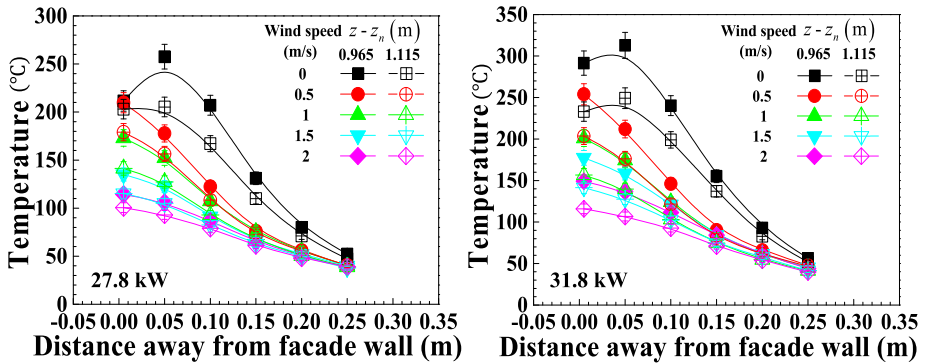 Wind speed z - z_n (m)
(m/s) 0.965 1.115
0
0.5
1
1.5
2
300
250
200
150
100
50
0
Temperature (°C)
27.8 kW
-0.05 0.00 0.05 0.10 0.15 0.20 0.25 0.30 0.35
Distance away from facade wall (m)
Wind speed z - z_n (m)
(m/s) 0.965 1.115
0
0.5
1
1.5
2
350
300
250
200
150
100
50
0
Temperature (°C)
31.8 kW
-0.05 0.00 0.05 0.10 0.15 0.20 0.25 0.30 0.35
Distance away from facade wall (m)